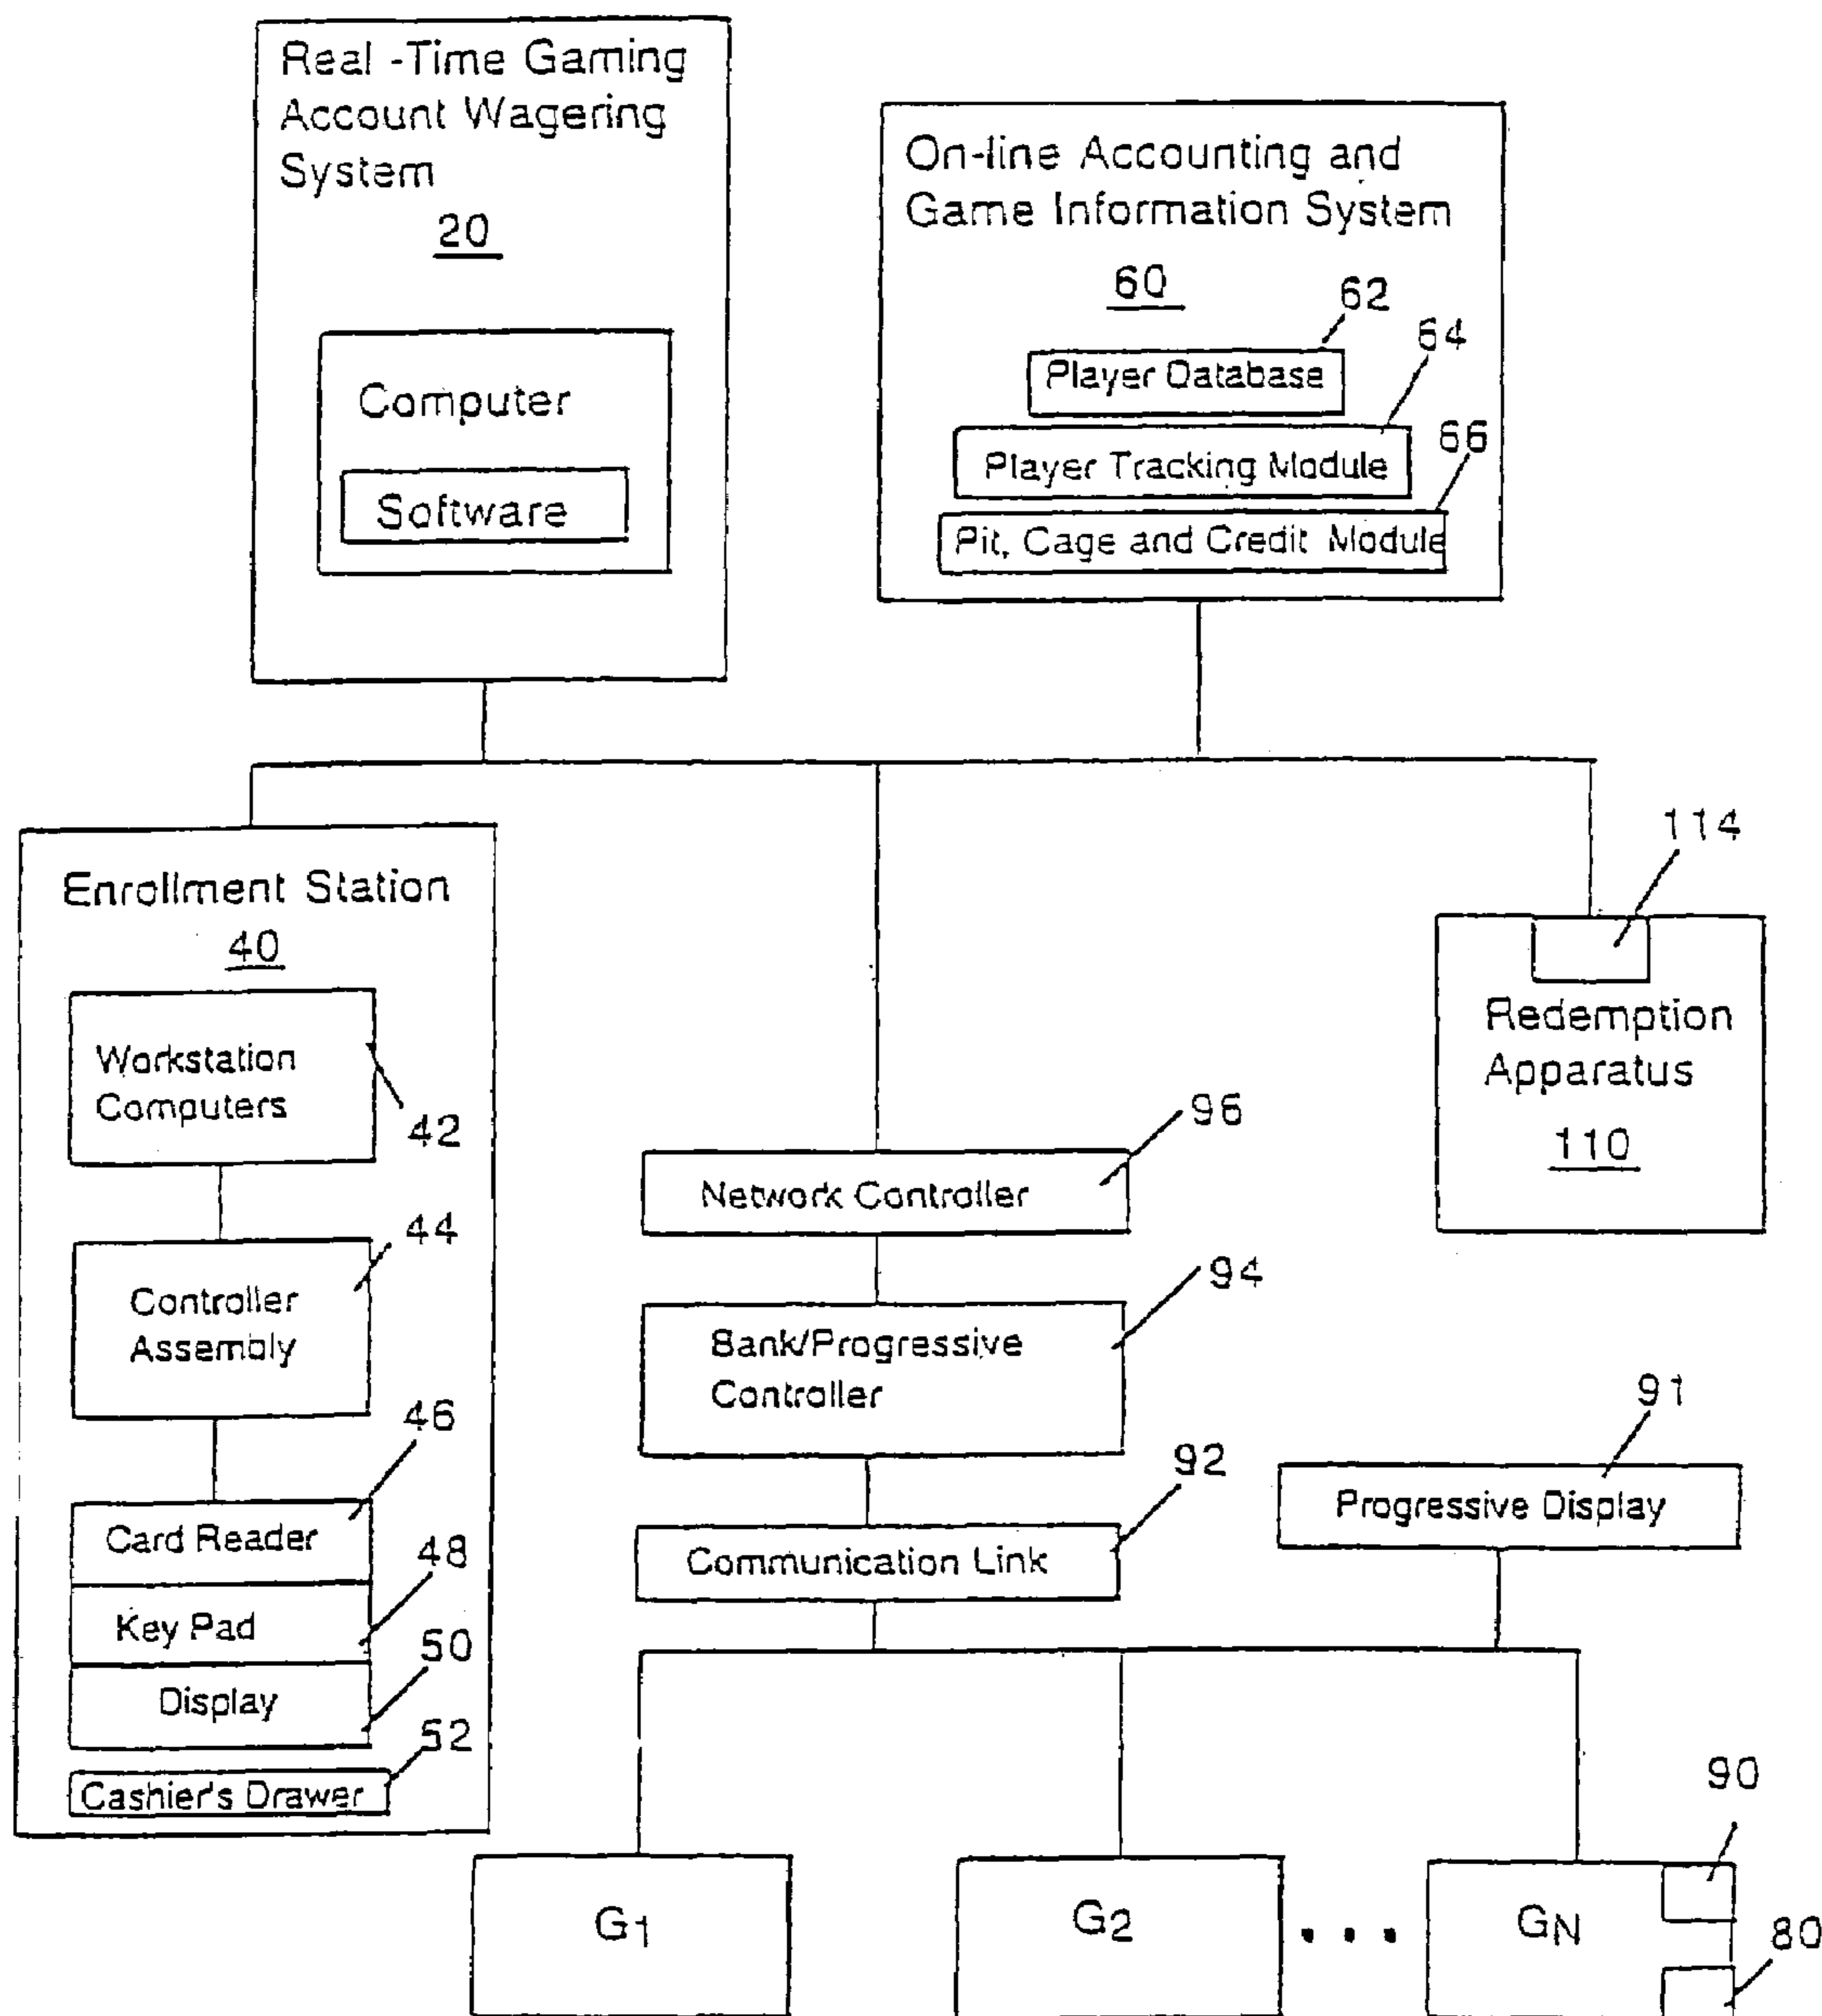 Real -Time Gaming
Account Wagering
System
20
Computer
Software
On-line Accounting and
Game Information System
60
62
Player Database
64
Player Tracking Module
66
Pit, Cage and Credit Module
Enrollment Station
40
Workstation
Computers
42
44
Controller
Assembly
46
Card Reader
48
Key Pad
50
Display
52
Cashier's Drawer
114
Redemption
Apparatus
110
96
Network Controller
94
Bank/Progressive
Controller
92
Communication Link
91
Progressive Display
G1
G2
...
GN
90
80